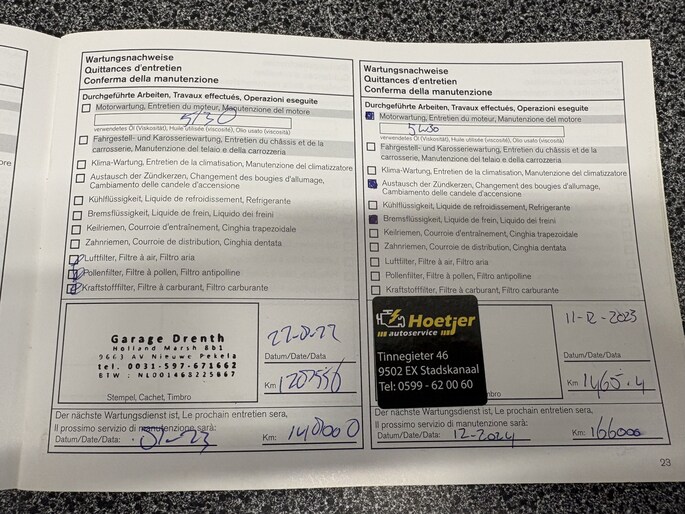 Wartungsnachweise
Quittances d'entretien
Conferma della manutenzione
Durchgeführte Arbeiten, Travaux effectués, Operazioni eseguite
Motorwartung, Entretien du moteur, Manutenzione del motore
5/30
verwendetes Öl (Viskosität), Huile utilisée (viscosité), Olio usato (viscosità)
Fahrgestell- und Karosseriewartung, Entretien du châssis et de la
carrosserie, Manutenzione del telaio e della carrozzeria
Klima-Wartung, Entretien de la climatisation, Manutenzione del climatizzatore
Austausch der Zündkerzen, Changement des bougies d'allumage,
Cambiamento delle candele d'accensione
Kühlflüssigkeit, Liquide de refroidissement, Refrigerante
Bremsflüssigkeit, Liquide de frein, Liquido dei freini
Keilriemen, Courroie d'entraînement, Cinghia trapezoidale
Zahnriemen, Courroie de distribution, Cinghia dentata
Luftfilter, Filtre à air, Filtro aria
Pollenfilter, Filtre à pollen, Filtro antipolline
Kraftstofffilter, Filtre à carburant, Filtro carburante
Garage Drenth
Holland Marsh 8b1
9663 AV Nieuwe Pekela
tel. 0031-597-671662
BTW : NL001468225B67
Stempel, Cachet, Timbro
Datum/Date/Data
Km
Der nächste Wartungsdienst ist, Le prochain entretien sera,
Il prossimo servizio di manutenzione sarà:
Datum/Date/Data:
Km:
Wartungsnachweise
Quittances d'entretien
Conferma della manutenzione
Durchgeführte Arbeiten, Travaux effectués, Operazioni eseguite
Motorwartung, Entretien du moteur, Manutenzione del motore
5w30
verwendetes Öl (Viskosität), Huile utilisée (viscosité), Olio usato (viscosità)
Fahrgestell- und Karosseriewartung, Entretien du châssis et de la
carrosserie, Manutenzione del telaio e della carrozzeria
Klima-Wartung, Entretien de la climatisation, Manutenzione del climatizzatore
Austausch der Zündkerzen, Changement des bougies d'allumage,
Cambiamento delle candele d'accensione
Kühlflüssigkeit, Liquide de refroidissement, Refrigerante
Bremsflüssigkeit, Liquide de frein, Liquido dei freini
Keilriemen, Courroie d'entraînement, Cinghia trapezoidale
Zahnriemen, Courroie de distribution, Cinghia dentata
Luftfilter, Filtre à air, Filtro aria
Pollenfilter, Filtre à pollen, Filtro antipolline
Kraftstofffilter, Filtre à carburant, Filtro carburante
Hoetjer
autoservice
Tinnegieter 46
9502 EX Stadskanaal
Tel: 0599 - 62 00 60
11-12-2023
Datum/Date/Data
Km 1465.4
Der nächste Wartungsdienst ist, Le prochain entretien sera,
Il prossimo servizio di manutenzione sarà:
Datum/Date/Data: 12-2024 Km: 166000
23